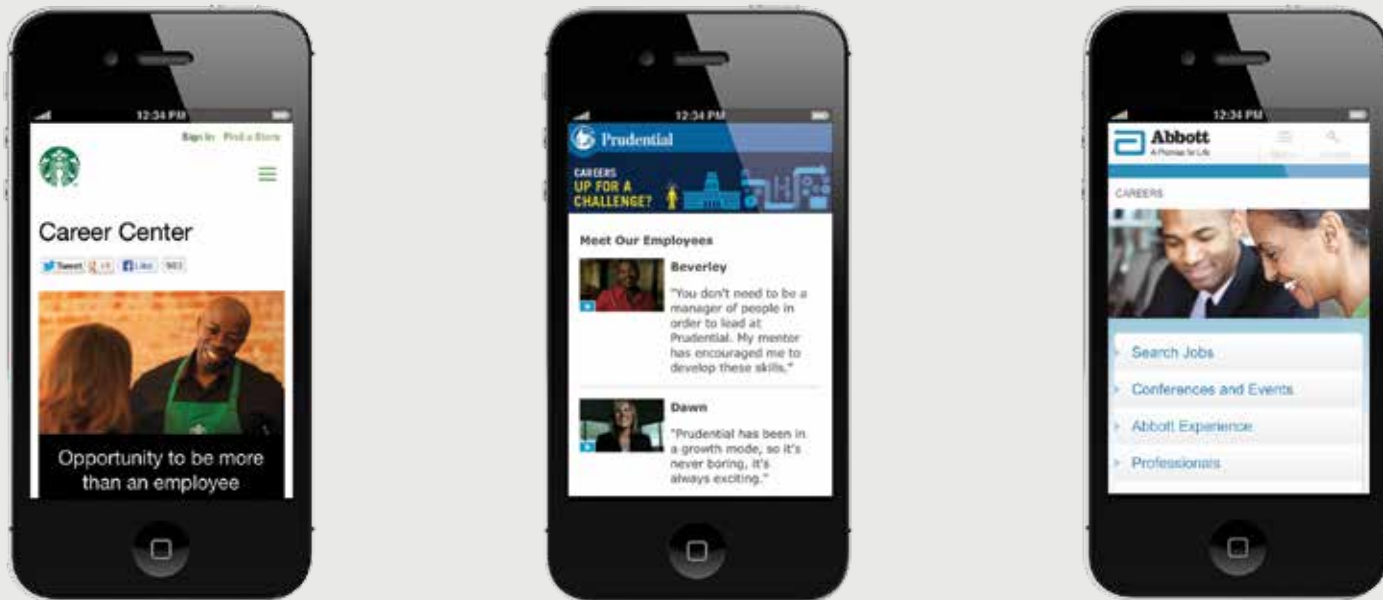 12:34 PM
Sign In Find a Store
Career Center
Tweet +1 Like
Opportunity to be more
than an employee
12:34 PM
Prudential
CAREERS
UP FOR A
CHALLENGE?
Meet Our Employees
Beverley
"You don't need to be a
manager of people in
order to lead at
Prudential. My mentor
has encouraged me to
develop these skills."
Dawn
"Prudential has been in
a growth mode, so it's
never boring, it's
always exciting."
12:34 PM
Abbott
A Promise for Life
CAREERS
Search Jobs
Conferences and Events
Abbott Experience
Professionals